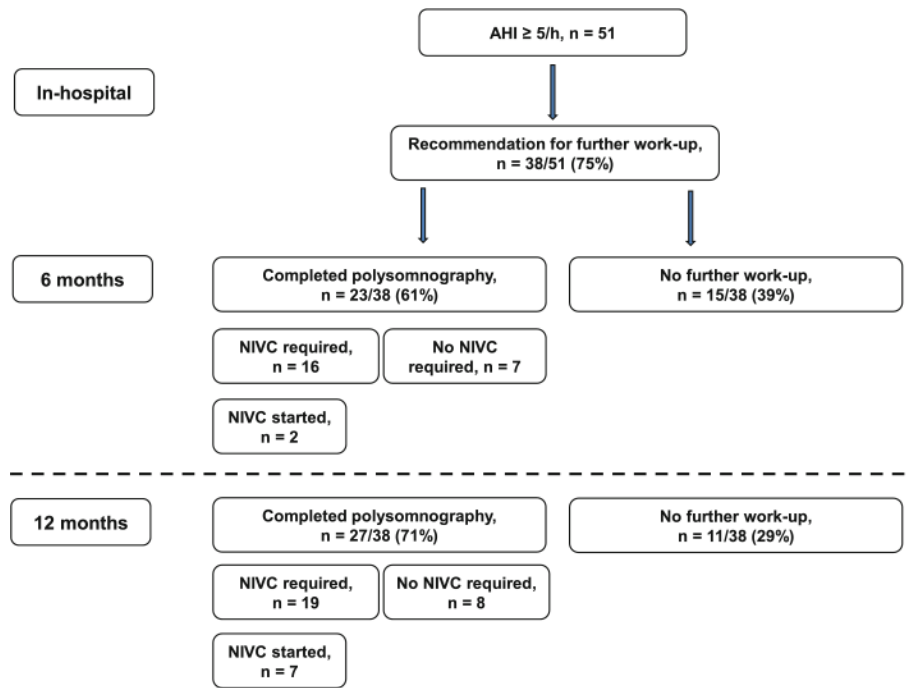 AHI ≥ 5/h, n = 51
In-hospital
Recommendation for further work-up,
n = 38/51 (75%)
6 months
Completed polysomnography,
n = 23/38 (61%)
No further work-up,
n = 15/38 (39%)
NIVC required,
n = 16
No NIVC
required, n = 7
NIVC started,
n = 2
12 months
Completed polysomnography,
n = 27/38 (71%)
No further work-up,
n = 11/38 (29%)
NIVC required,
n = 19
No NIVC required,
n = 8
NIVC started,
n = 7